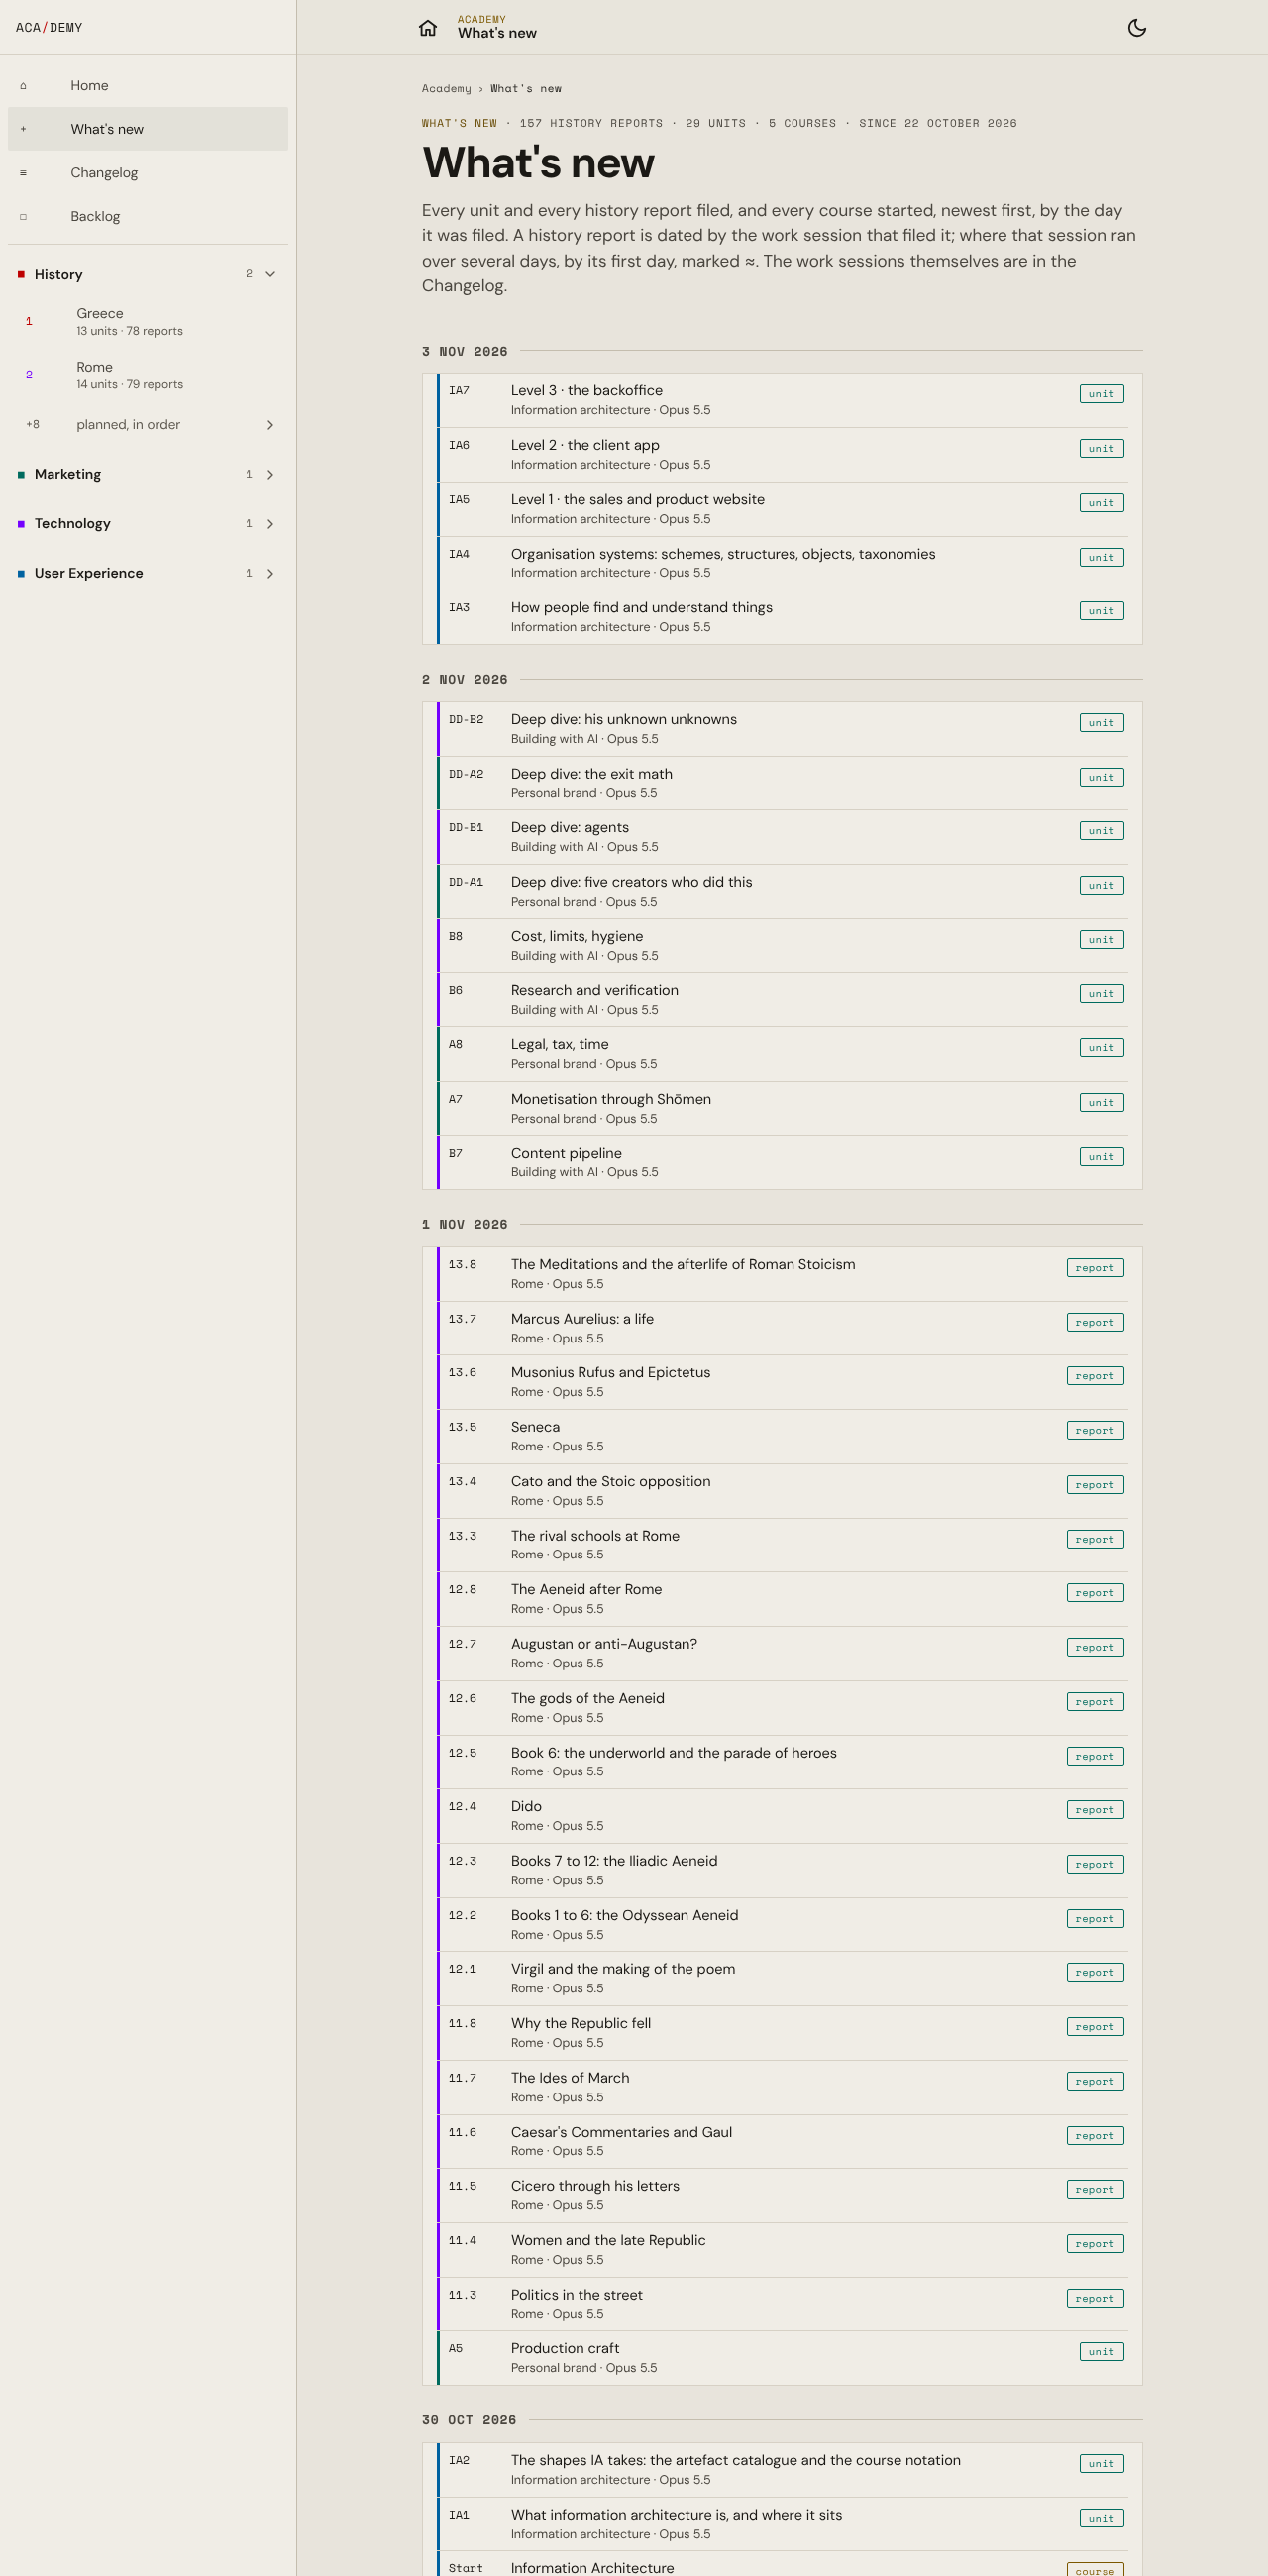 ACA/DEMY
Home
What's new
Changelog
Backlog
History 2
1 Greece
13 units · 78 reports
2 Rome
14 units · 79 reports
+8 planned, in order
Marketing 1
Technology 1
User Experience 1
ACADEMY
What's new
Academy › What's new
WHAT'S NEW · 157 HISTORY REPORTS · 29 UNITS · 5 COURSES · SINCE 22 OCTOBER 2026
What's new
Every unit and every history report filed, and every course started, newest first, by the day
it was filed. A history report is dated by the work session that filed it; where that session ran
over several days, by its first day, marked ≈. The work sessions themselves are in the
Changelog.
3 NOV 2026
IA7 Level 3 · the backoffice unit
Information architecture · Opus 5.5
IA6 Level 2 · the client app unit
Information architecture · Opus 5.5
IA5 Level 1 · the sales and product website unit
Information architecture · Opus 5.5
IA4 Organisation systems: schemes, structures, objects, taxonomies unit
Information architecture · Opus 5.5
IA3 How people find and understand things unit
Information architecture · Opus 5.5
2 NOV 2026
DD-B2 Deep dive: his unknown unknowns unit
Building with AI · Opus 5.5
DD-A2 Deep dive: the exit math unit
Personal brand · Opus 5.5
DD-B1 Deep dive: agents unit
Building with AI · Opus 5.5
DD-A1 Deep dive: five creators who did this unit
Personal brand · Opus 5.5
B8 Cost, limits, hygiene unit
Building with AI · Opus 5.5
B6 Research and verification unit
Building with AI · Opus 5.5
A8 Legal, tax, time unit
Personal brand · Opus 5.5
A7 Monetisation through Shōmen unit
Personal brand · Opus 5.5
B7 Content pipeline unit
Building with AI · Opus 5.5
1 NOV 2026
13.8 The Meditations and the afterlife of Roman Stoicism report
Rome · Opus 5.5
13.7 Marcus Aurelius: a life report
Rome · Opus 5.5
13.6 Musonius Rufus and Epictetus report
Rome · Opus 5.5
13.5 Seneca report
Rome · Opus 5.5
13.4 Cato and the Stoic opposition report
Rome · Opus 5.5
13.3 The rival schools at Rome report
Rome · Opus 5.5
12.8 The Aeneid after Rome report
Rome · Opus 5.5
12.7 Augustan or anti-Augustan? report
Rome · Opus 5.5
12.6 The gods of the Aeneid report
Rome · Opus 5.5
12.5 Book 6: the underworld and the parade of heroes report
Rome · Opus 5.5
12.4 Dido report
Rome · Opus 5.5
12.3 Books 7 to 12: the Iliadic Aeneid report
Rome · Opus 5.5
12.2 Books 1 to 6: the Odyssean Aeneid report
Rome · Opus 5.5
12.1 Virgil and the making of the poem report
Rome · Opus 5.5
11.8 Why the Republic fell report
Rome · Opus 5.5
11.7 The Ides of March report
Rome · Opus 5.5
11.6 Caesar's Commentaries and Gaul report
Rome · Opus 5.5
11.5 Cicero through his letters report
Rome · Opus 5.5
11.4 Women and the late Republic report
Rome · Opus 5.5
11.3 Politics in the street report
Rome · Opus 5.5
A5 Production craft unit
Personal brand · Opus 5.5
30 OCT 2026
IA2 The shapes IA takes: the artefact catalogue and the course notation unit
Information architecture · Opus 5.5
IA1 What information architecture is, and where it sits unit
Information architecture · Opus 5.5
Start Information Architecture course